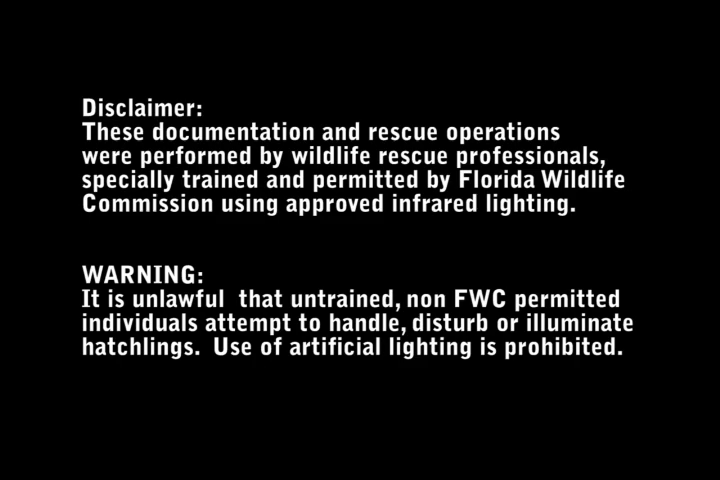 Disclaimer:
These documentation and rescue operations
were performed by wildlife rescue professionals,
specially trained and permitted by Florida Wildlife
Commission using approved infrared lighting.
WARNING:
It is unlawful  that untrained, non FWC permitted
individuals attempt to handle, disturb or illuminate
hatchlings.  Use of artificial lighting is prohibited.